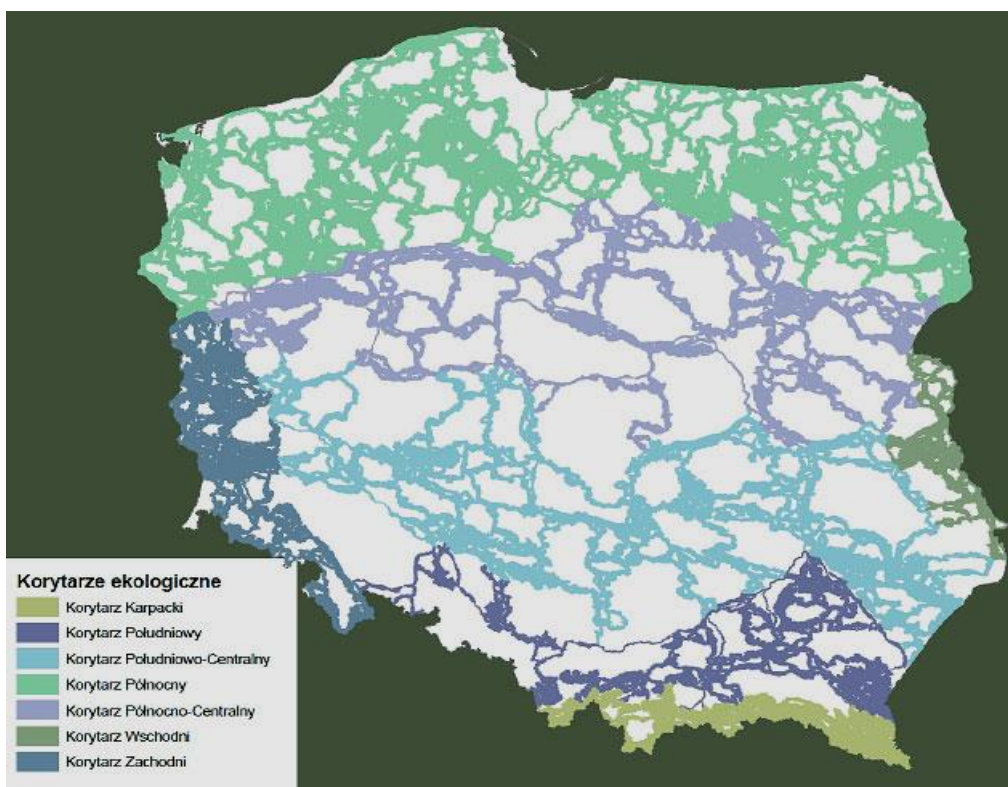 Korytarze ekologiczne
Korytarz Karpacki
Korytarz Południowy
Korytarz Południowo-Centralny
Korytarz Północny
Korytarz Północno-Centralny
Korytarz Wschodni
Korytarz Zachodni